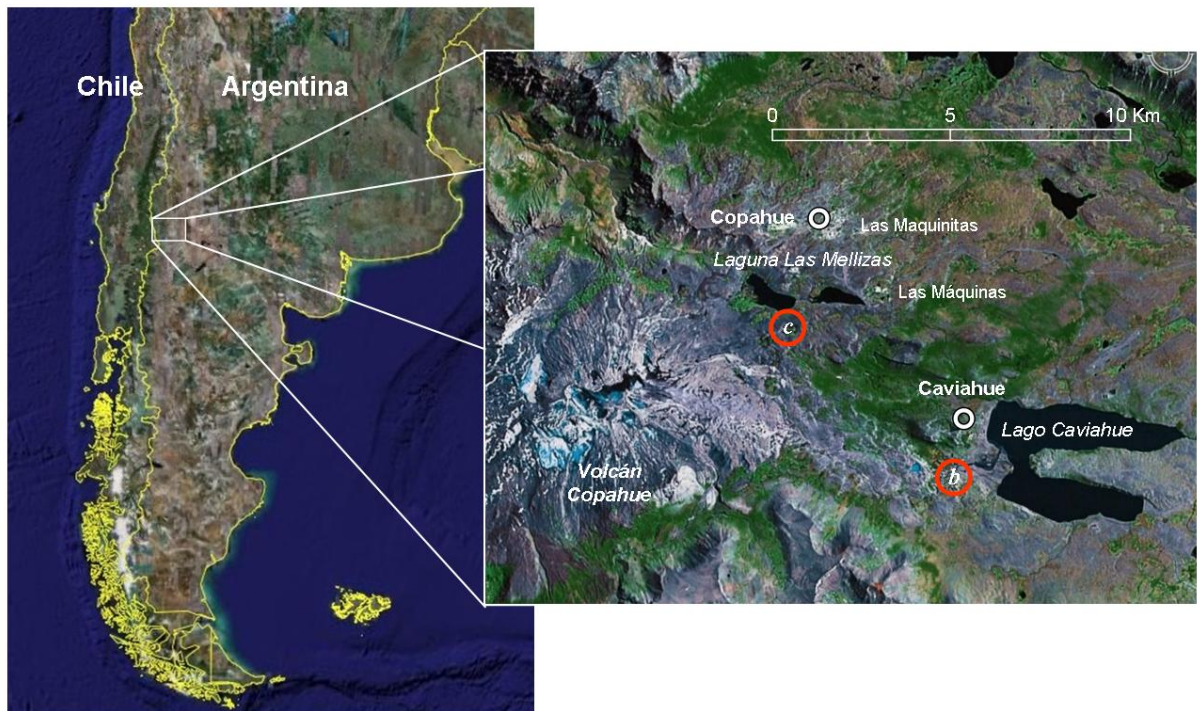 Chile
Argentina
0 5 10 Km
Copahue
Las Maquinitas
Laguna Las Mellizas
Las Máquinas
c
Caviahue
Lago Caviahue
b
Volcán
Copahue